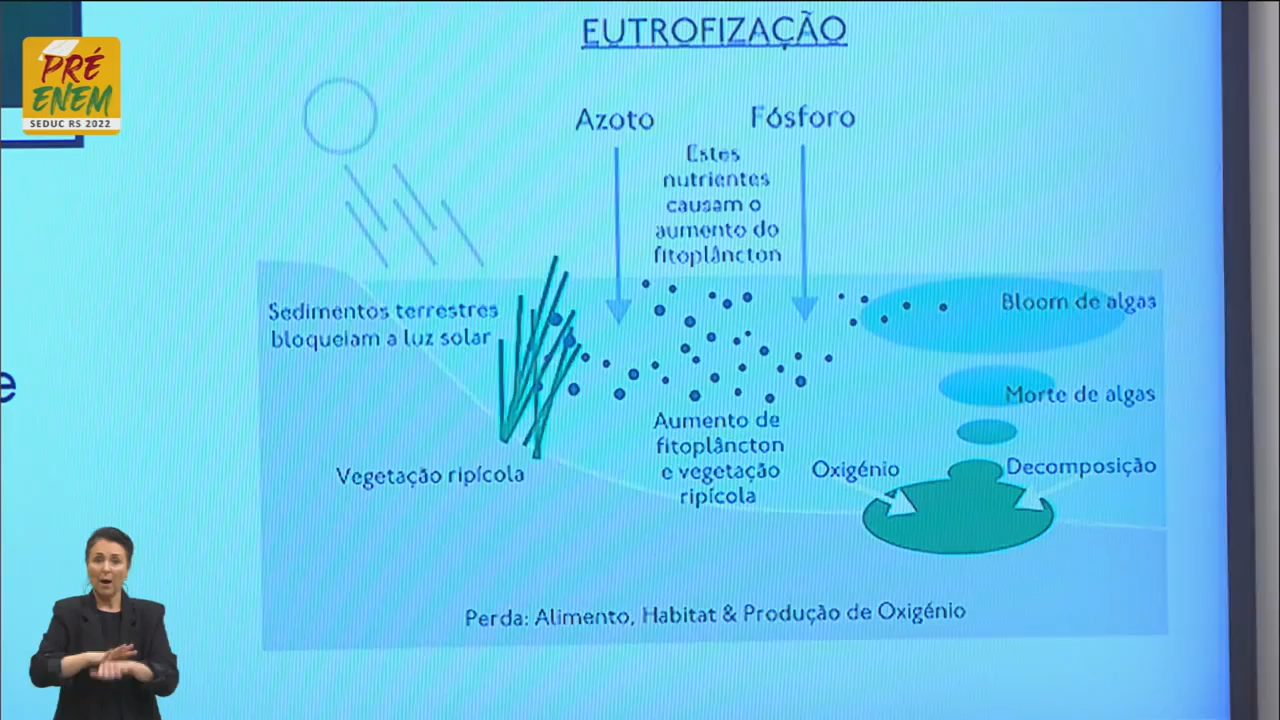 PRÉ
ENEM
SEDUC RS 2022
EUTROFIZAÇÃO
Azoto
Fósforo
Estes
nutrientes
causam o
aumento do
fitoplâncton
Sedimentos terrestres
bloqueiam a luz solar
Bloom de algas
Morte de algas
Aumento de
fitoplâncton
e vegetação
ripícola
Vegetação ripícola
Oxigénio
Decomposição
Perda: Alimento, Habitat & Produção de Oxigénio
e